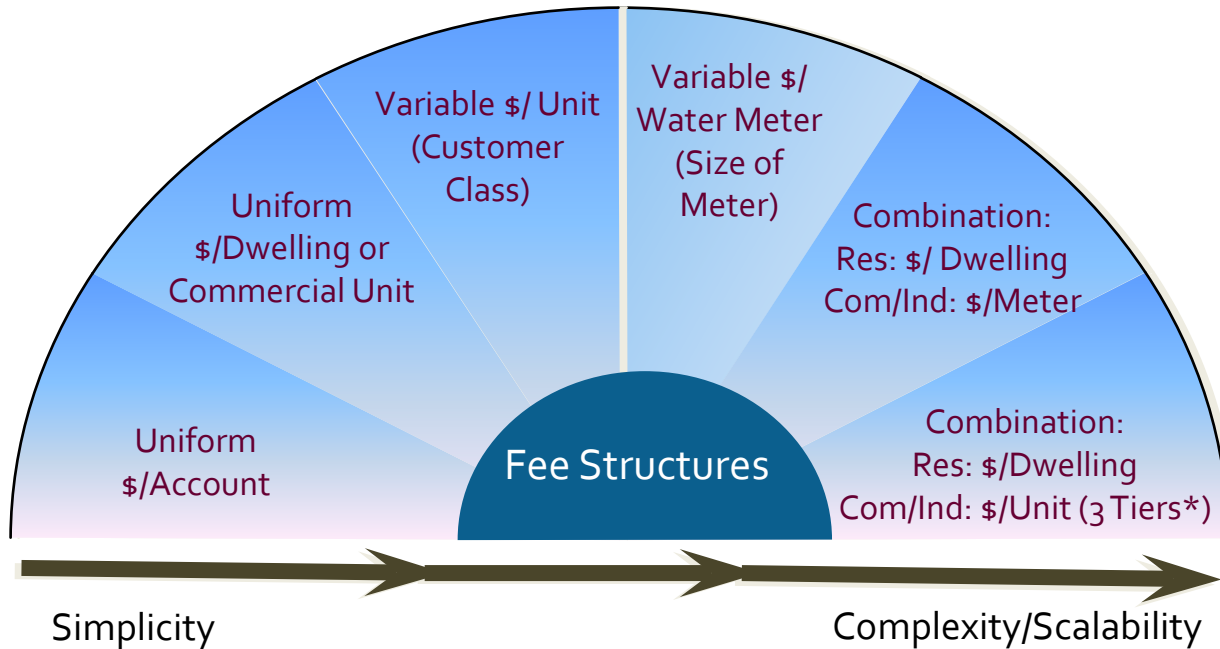 Uniform
$/Account
Uniform
$/Dwelling or
Commercial Unit
Variable $/ Unit
(Customer
Class)
Variable $/
Water Meter
(Size of
Meter)
Combination:
Res: $/ Dwelling
Com/Ind: $/Meter
Combination:
Res: $/Dwelling
Com/Ind: $/Unit (3 Tiers*)
Fee Structures
Simplicity
Complexity/Scalability